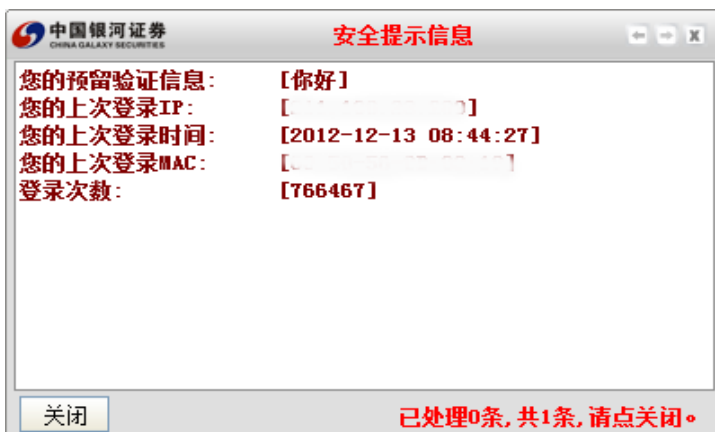 中国银河证券
CHINA GALAXY SECURITIES
安全提示信息
您的预留验证信息: [你好]
您的上次登录IP: [ ]
您的上次登录时间: [2012-12-13 08:44:27]
您的上次登录MAC: [ ]
登录次数: [766467]
关闭
已处理0条,共1条,请点关闭。